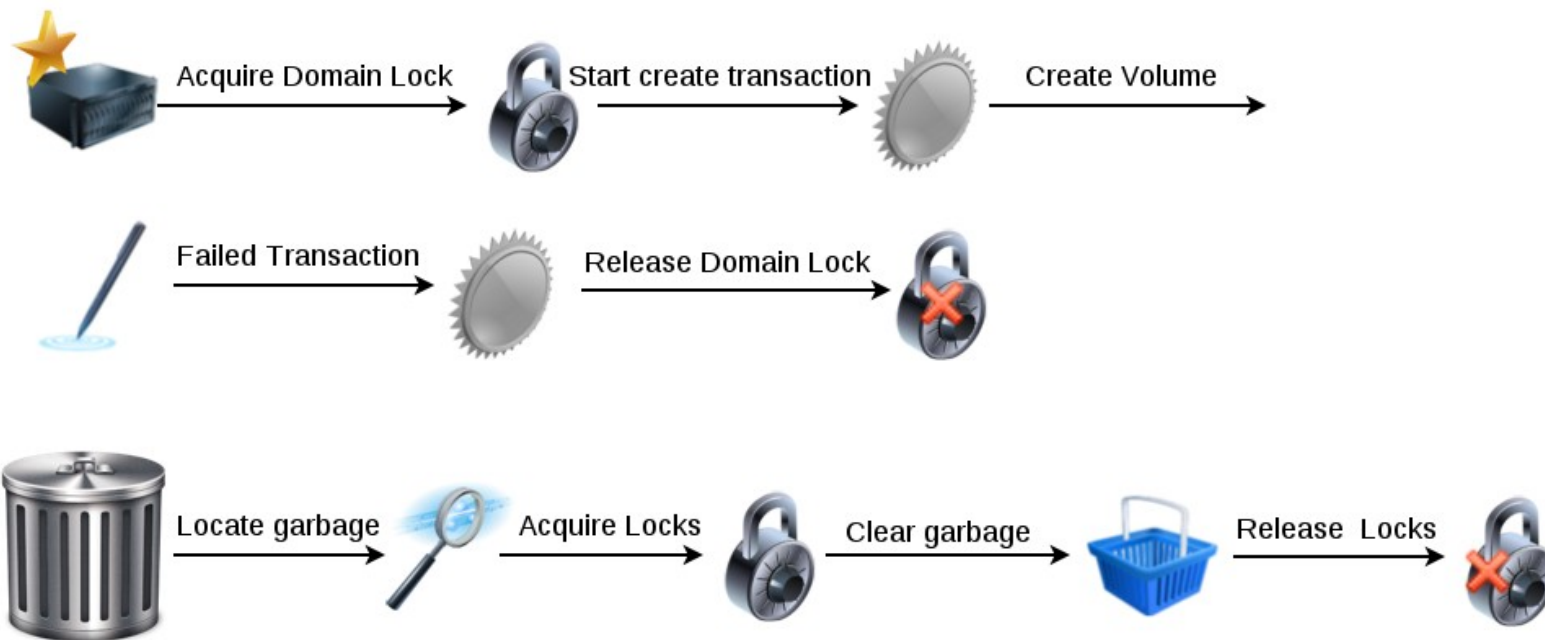 Acquire Domain Lock
Start create transaction
Create Volume
Failed Transaction
Release Domain Lock
Locate garbage
Acquire Locks
Clear garbage
Release Locks